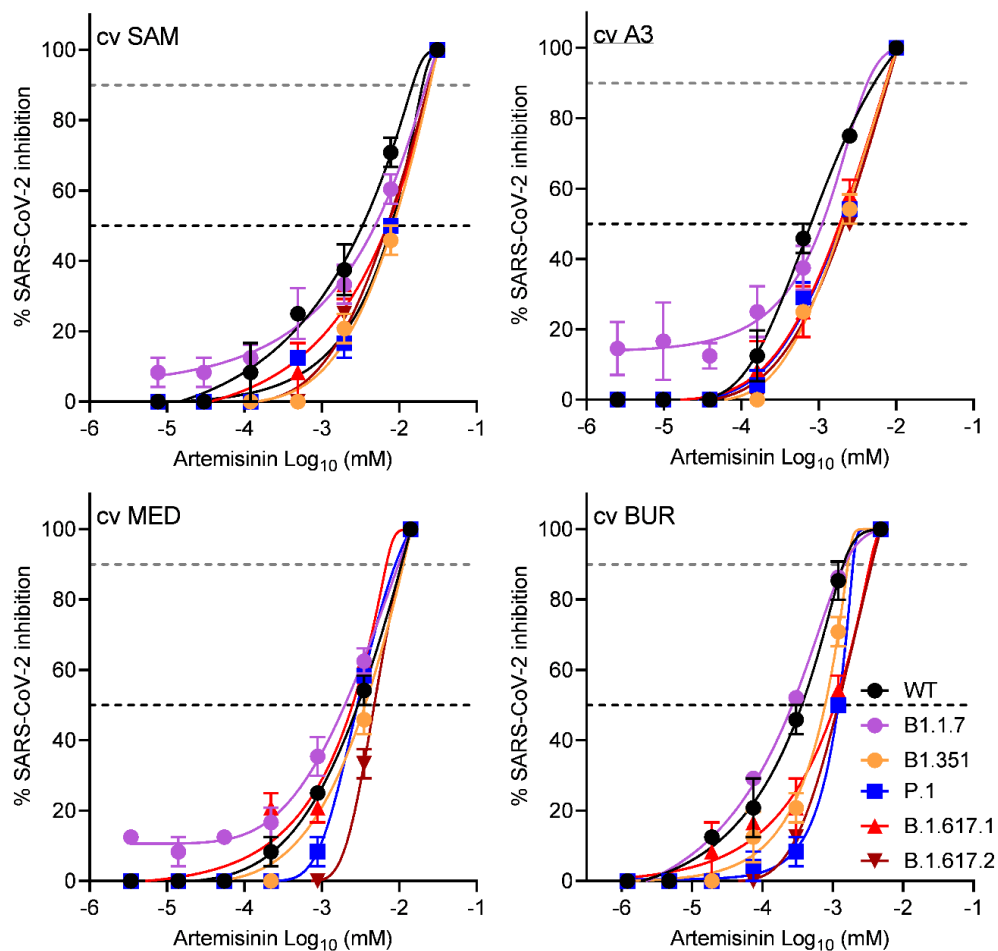 cv SAM
% SARS-CoV-2 inhibition
100
80
60
40
20
0
-6 -5 -4 -3 -2 -1
Artemisinin Log10 (mM)
cv A3
% SARS-CoV-2 inhibition
100
80
60
40
20
0
-6 -5 -4 -3 -2 -1
Artemisinin Log10 (mM)
cv MED
% SARS-CoV-2 inhibition
100
80
60
40
20
0
-6 -5 -4 -3 -2 -1
Artemisinin Log10 (mM)
cv BUR
% SARS-CoV-2 inhibition
100
80
60
40
20
0
-6 -5 -4 -3 -2 -1 0
Artemisinin Log10 (mM)
WT
B1.1.7
B1.351
P.1
B.1.617.1
B.1.617.2